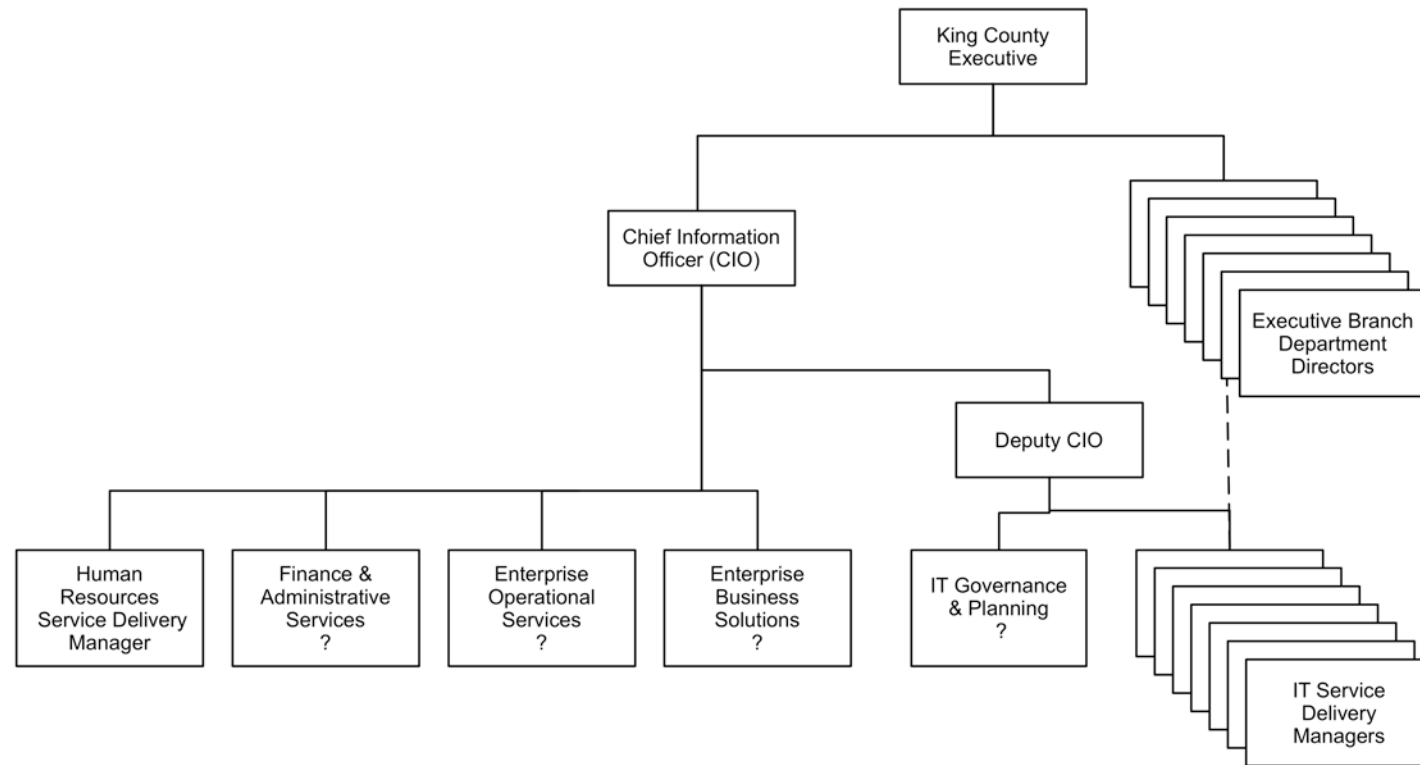 King County
Executive
Chief Information
Officer (CIO)
Executive Branch
Department
Directors
Deputy CIO
Human
Resources
Service Delivery
Manager
Finance &
Administrative
Services
?
Enterprise
Operational
Services
?
Enterprise
Business
Solutions
?
IT Governance
& Planning
?
IT Service
Delivery
Managers